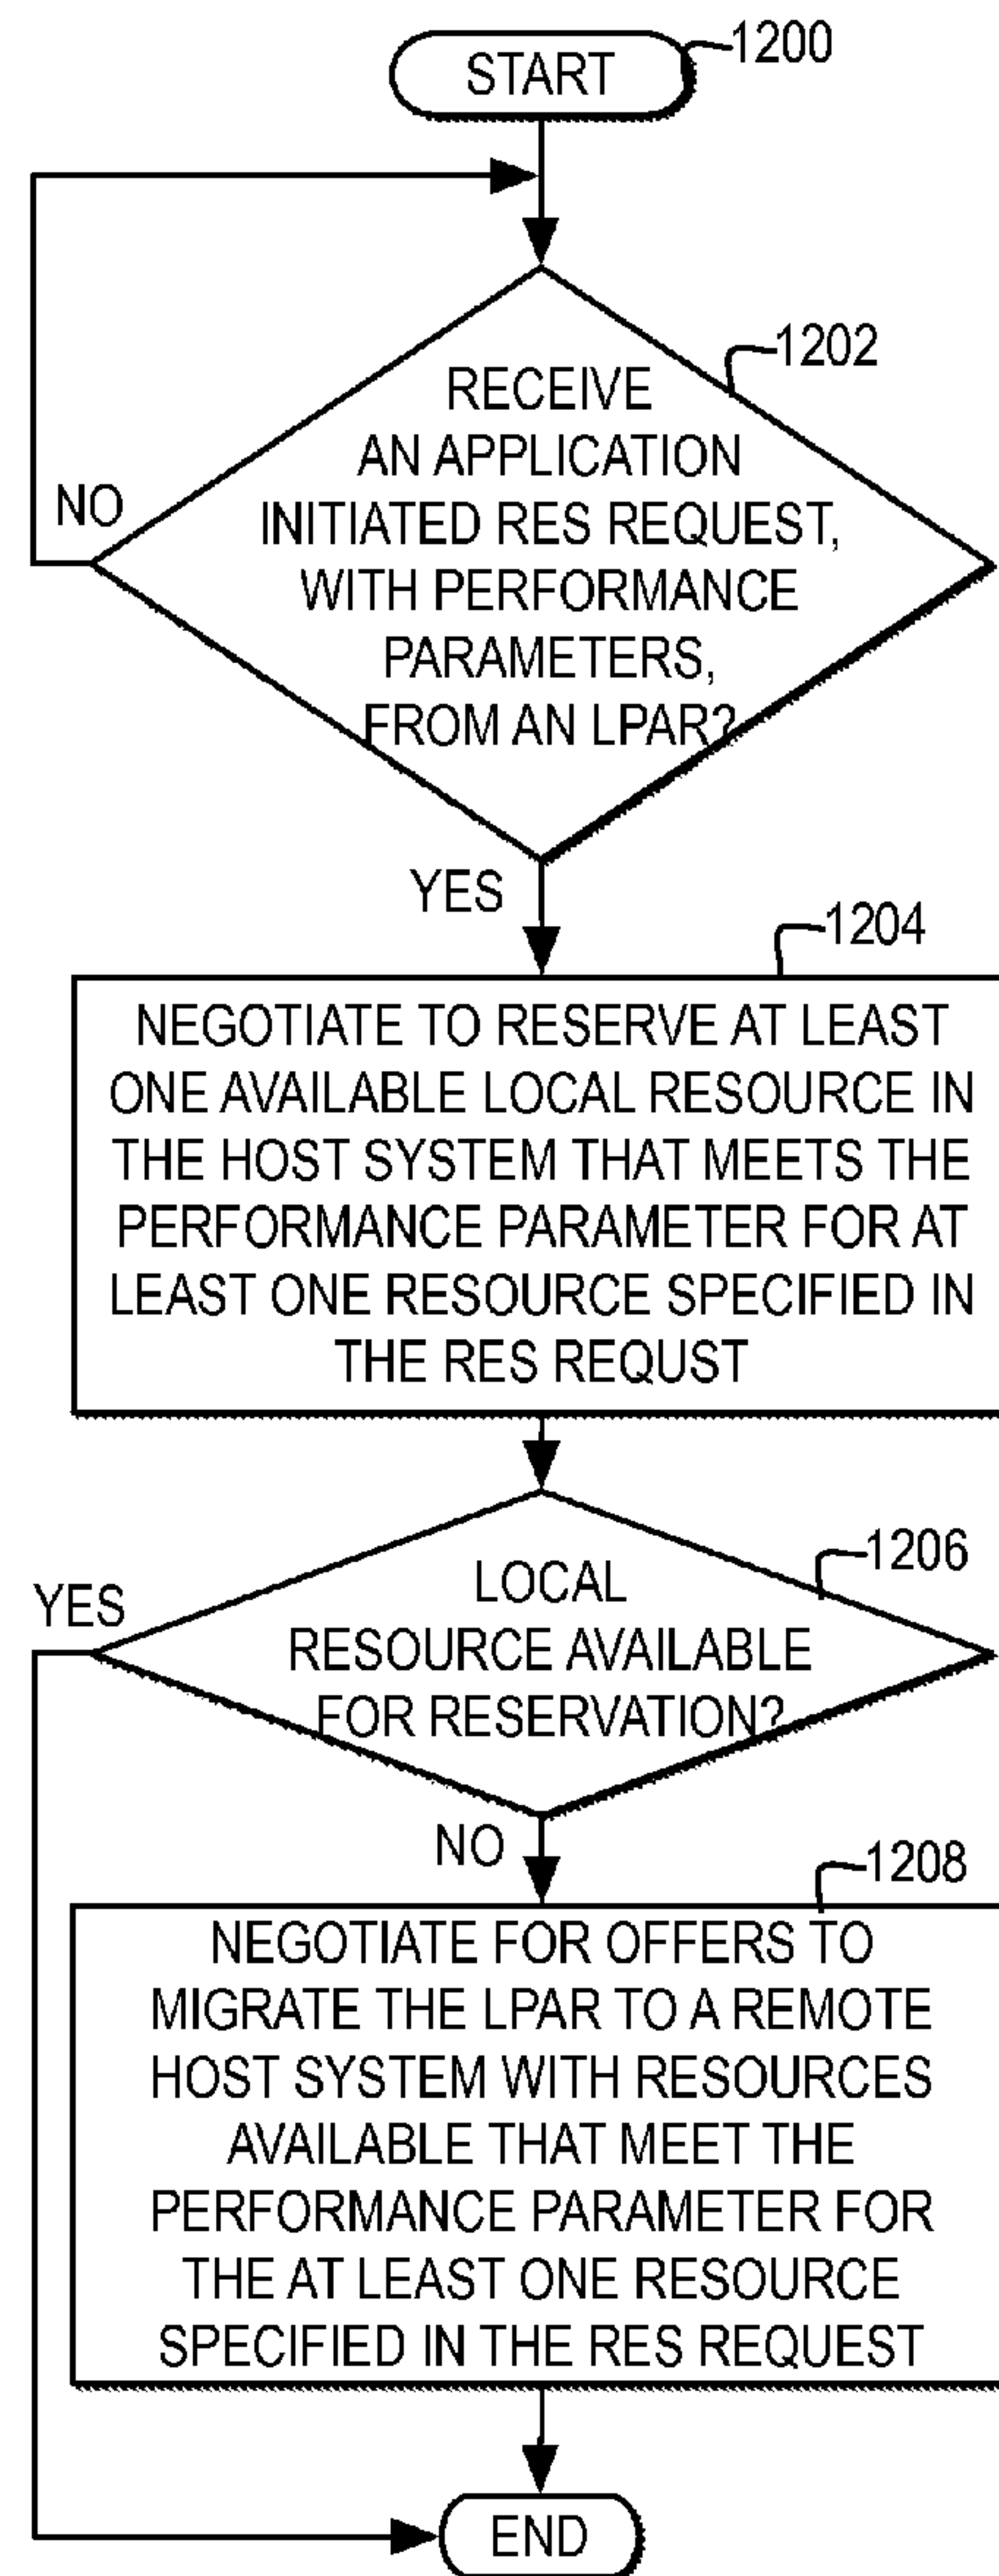 START
1200
1202
RECEIVE
AN APPLICATION
INITIATED RES REQUEST,
WITH PERFORMANCE
PARAMETERS,
FROM AN LPAR?
NO
YES
1204
NEGOTIATE TO RESERVE AT LEAST
ONE AVAILABLE LOCAL RESOURCE IN
THE HOST SYSTEM THAT MEETS THE
PERFORMANCE PARAMETER FOR AT
LEAST ONE RESOURCE SPECIFIED IN
THE RES REQUST
1206
LOCAL
RESOURCE AVAILABLE
FOR RESERVATION?
YES
NO
1208
NEGOTIATE FOR OFFERS TO
MIGRATE THE LPAR TO A REMOTE
HOST SYSTEM WITH RESOURCES
AVAILABLE THAT MEET THE
PERFORMANCE PARAMETER FOR
THE AT LEAST ONE RESOURCE
SPECIFIED IN THE RES REQUEST
END